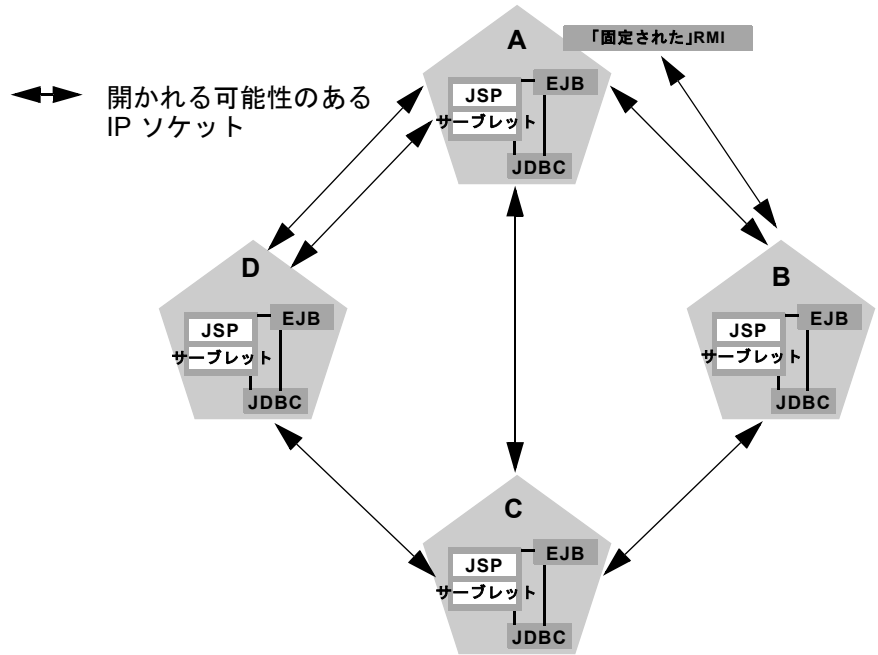 A
「固定された」RMI
EJB
JSP
サーブレット
JDBC
開かれる可能性のある
IP ソケット
D
EJB
JSP
サーブレット
JDBC
B
EJB
JSP
サーブレット
JDBC
C
EJB
JSP
サーブレット
JDBC